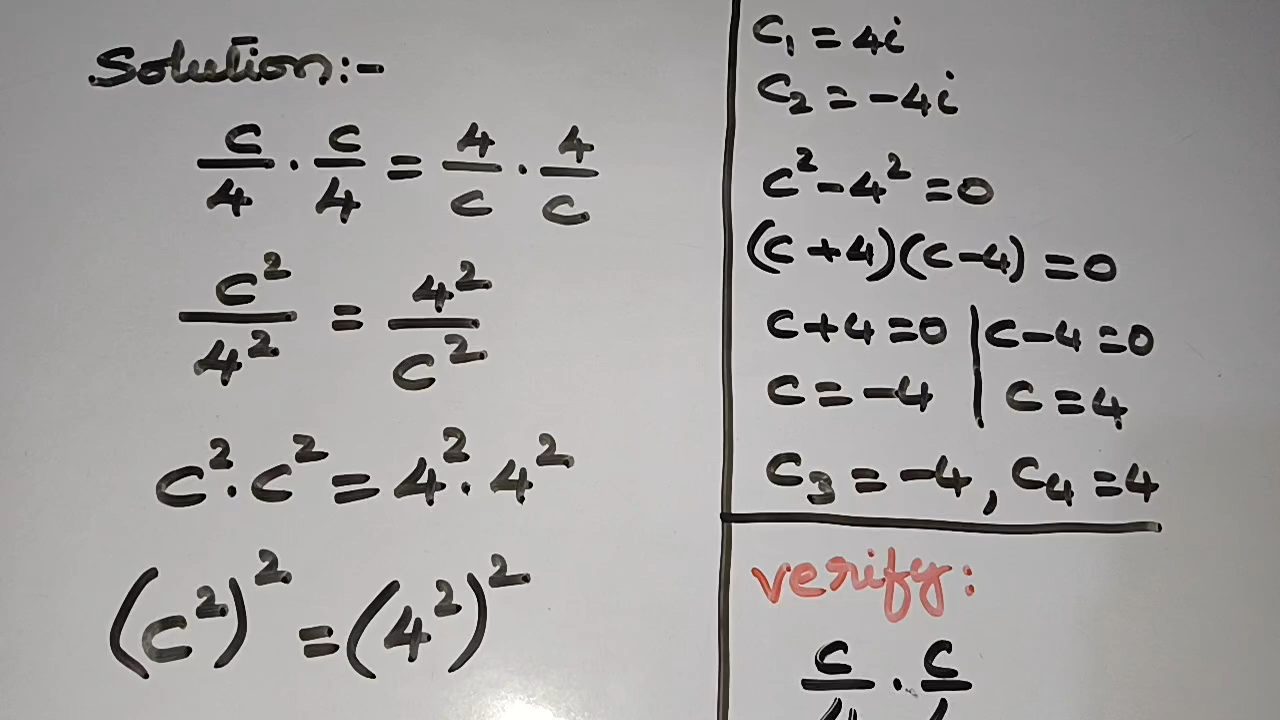 Solution:-
c/4 · c/4 = 4/c · 4/c
c²/4² = 4²/c²
c² · c² = 4² · 4²
(c²)² = (4²)²
c₁ = 4i
c₂ = -4i
c² - 4² = 0
(c + 4)(c - 4) = 0
c + 4 = 0 | c - 4 = 0
c = -4 | c = 4
c₃ = -4, c₄ = 4
verify:
c/4 · c/4